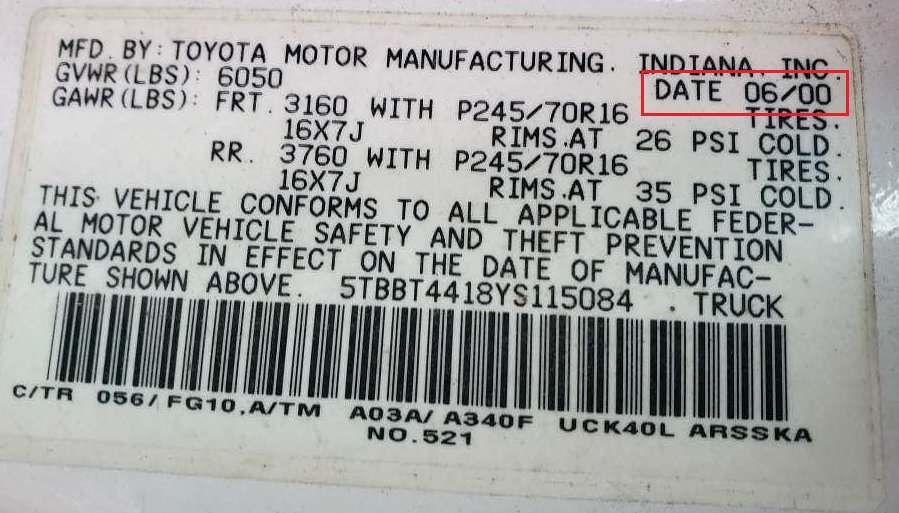 MFD. BY: TOYOTA MOTOR MANUFACTURING. INDIANA, INC.
GVWR(LBS): 6050 DATE 06/00
GAWR(LBS): FRT. 3160 WITH P245/70R16 TIRES.
16X7J RIMS.AT 26 PSI COLD.
RR. 3760 WITH P245/70R16 TIRES.
16X7J RIMS.AT 35 PSI COLD.
THIS VEHICLE CONFORMS TO ALL APPLICABLE FEDER-
AL MOTOR VEHICLE SAFETY AND THEFT PREVENTION
STANDARDS IN EFFECT ON THE DATE OF MANUFAC-
TURE SHOWN ABOVE. 5TBBT4418YS115084 . TRUCK
C/TR 056/ FG10,A/TM A03A/ A340F UCK40L ARSSKA
NO.521